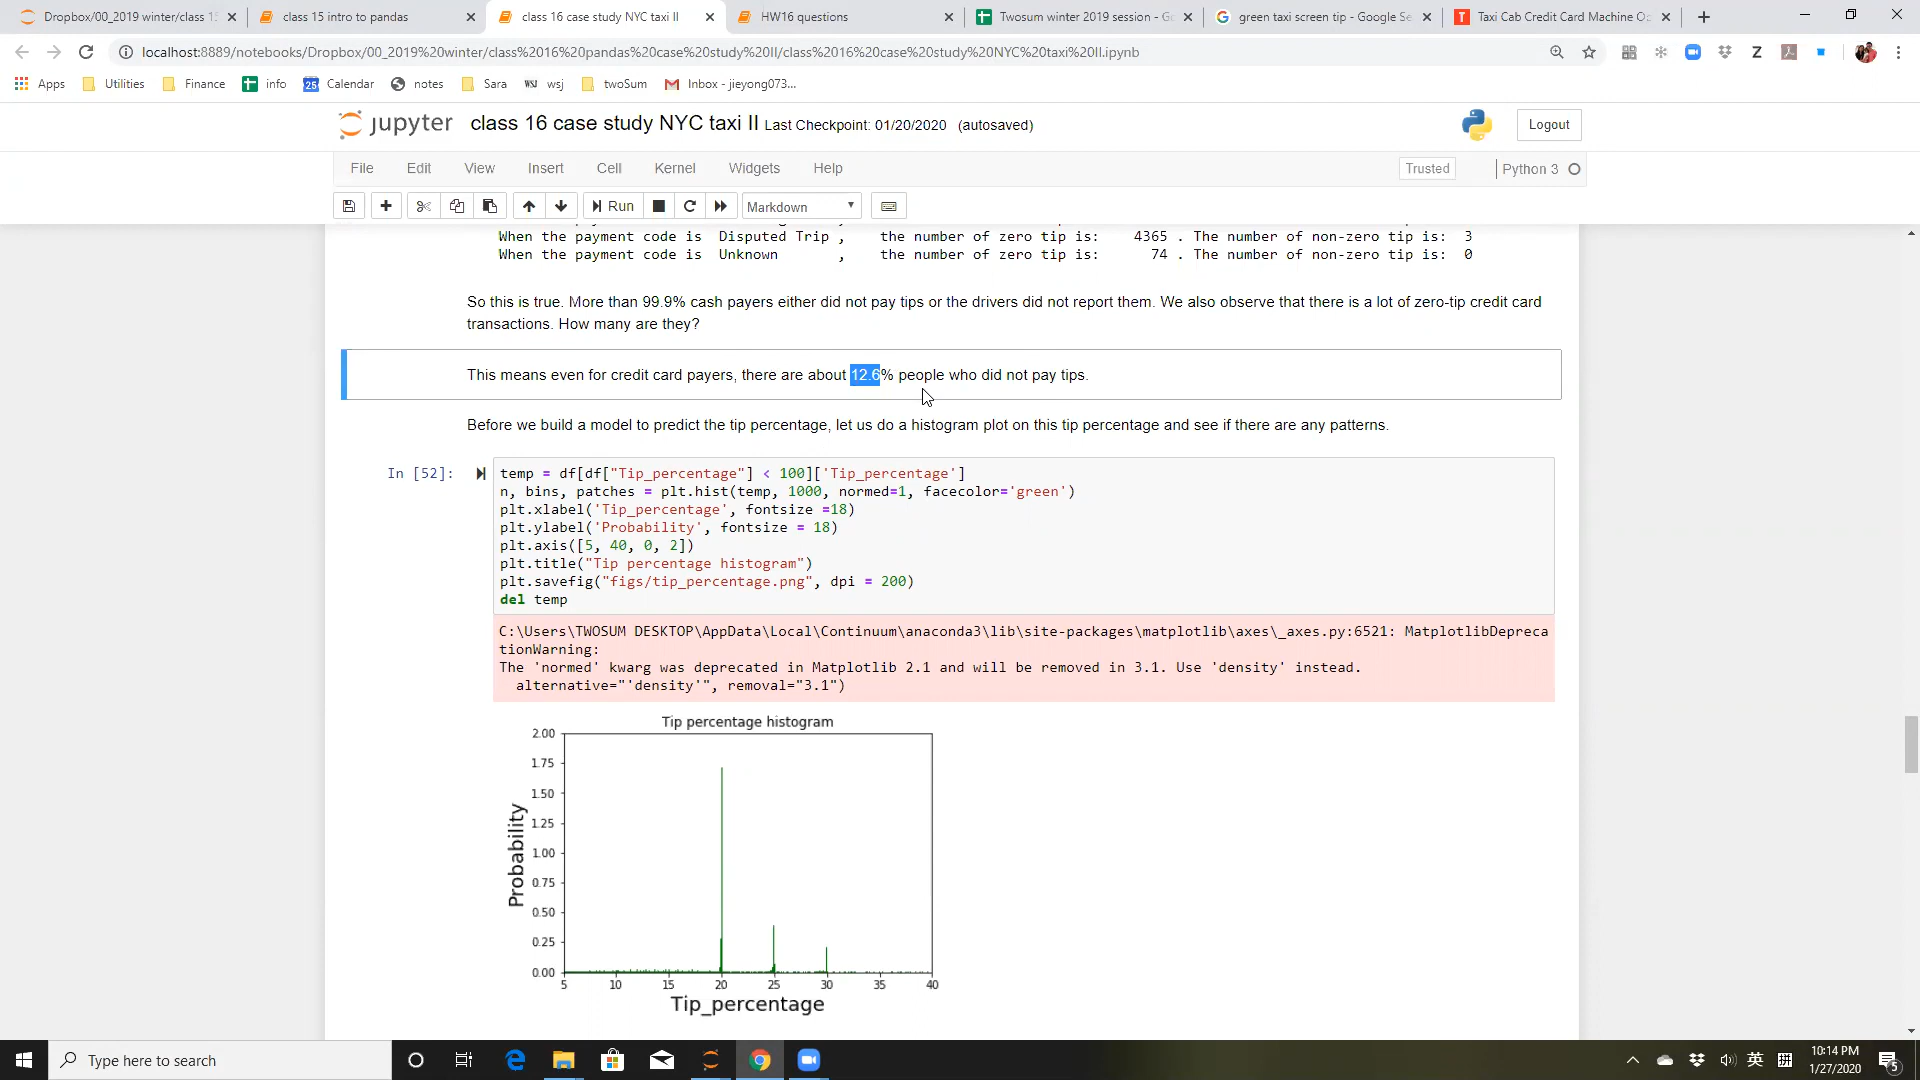 Dropbox/00_2019 winter/class 15
class 15 intro to pandas
class 16 case study NYC taxi II
HW16 questions
Twosum winter 2019 session - Go
green taxi screen tip - Google Se
Taxi Cab Credit Card Machine Op
localhost:8889/notebooks/Dropbox/00_2019%20winter/class%2016%20pandas%20case%20study%20II/class%2016%20case%20study%20NYC%20taxi%20II.ipynb
Apps Utilities Finance info Calendar notes Sara wsj twoSum Inbox - jieyong073...
jupyter class 16 case study NYC taxi II Last Checkpoint: 01/20/2020 (autosaved) Logout
File Edit View Insert Cell Kernel Widgets Help Trusted Python 3
Run Markdown
When the payment code is Disputed Trip , the number of zero tip is: 4365 . The number of non-zero tip is: 3
When the payment code is Unknown , the number of zero tip is: 74 . The number of non-zero tip is: 0
So this is true. More than 99.9% cash payers either did not pay tips or the drivers did not report them. We also observe that there is a lot of zero-tip credit card
transactions. How many are they?
This means even for credit card payers, there are about 12.6% people who did not pay tips.
Before we build a model to predict the tip percentage, let us do a histogram plot on this tip percentage and see if there are any patterns.
In [52]: temp = df[df["Tip_percentage"] < 100]['Tip_percentage']
n, bins, patches = plt.hist(temp, 1000, normed=1, facecolor='green')
plt.xlabel('Tip_percentage', fontsize =18)
plt.ylabel('Probability', fontsize = 18)
plt.axis([5, 40, 0, 2])
plt.title("Tip percentage histogram")
plt.savefig("figs/tip_percentage.png", dpi = 200)
del temp
C:\Users\TWOSUM DESKTOP\AppData\Local\Continuum\anaconda3\lib\site-packages\matplotlib\axes\_axes.py:6521: MatplotlibDepreca
tionWarning:
The 'normed' kwarg was deprecated in Matplotlib 2.1 and will be removed in 3.1. Use 'density' instead.
alternative="'density'", removal="3.1")
Tip percentage histogram
2.00
1.75
1.50
1.25
1.00
0.75
0.50
0.25
0.00
Probability
5 10 15 20 25 30 35 40
Tip_percentage
Type here to search
英
拼
10:14 PM
1/27/2020
5